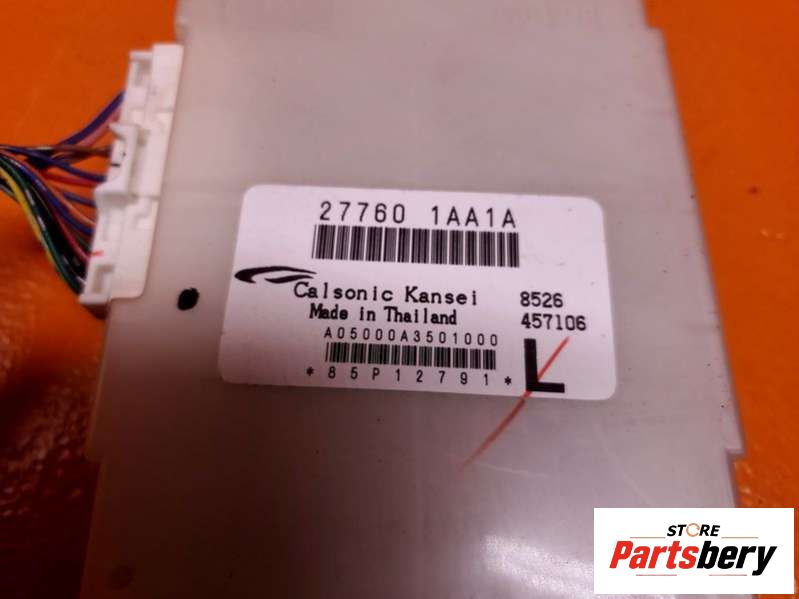 27760 1AA1A
Calsonic Kansei 8526
Made in Thailand 457106
A05000A3501000
*85P12791*
L
STORE
Partsbery